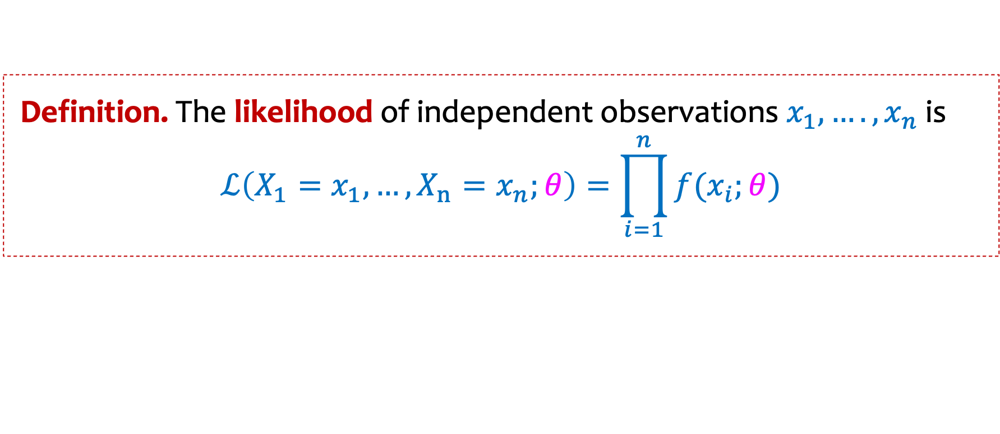 Definition. The likelihood of independent observations x₁, … . , xₙ is
ℒ(X₁ = x₁, … , Xₙ = xₙ; θ) = ∏ᵢ₌₁ⁿ f(xᵢ; θ)